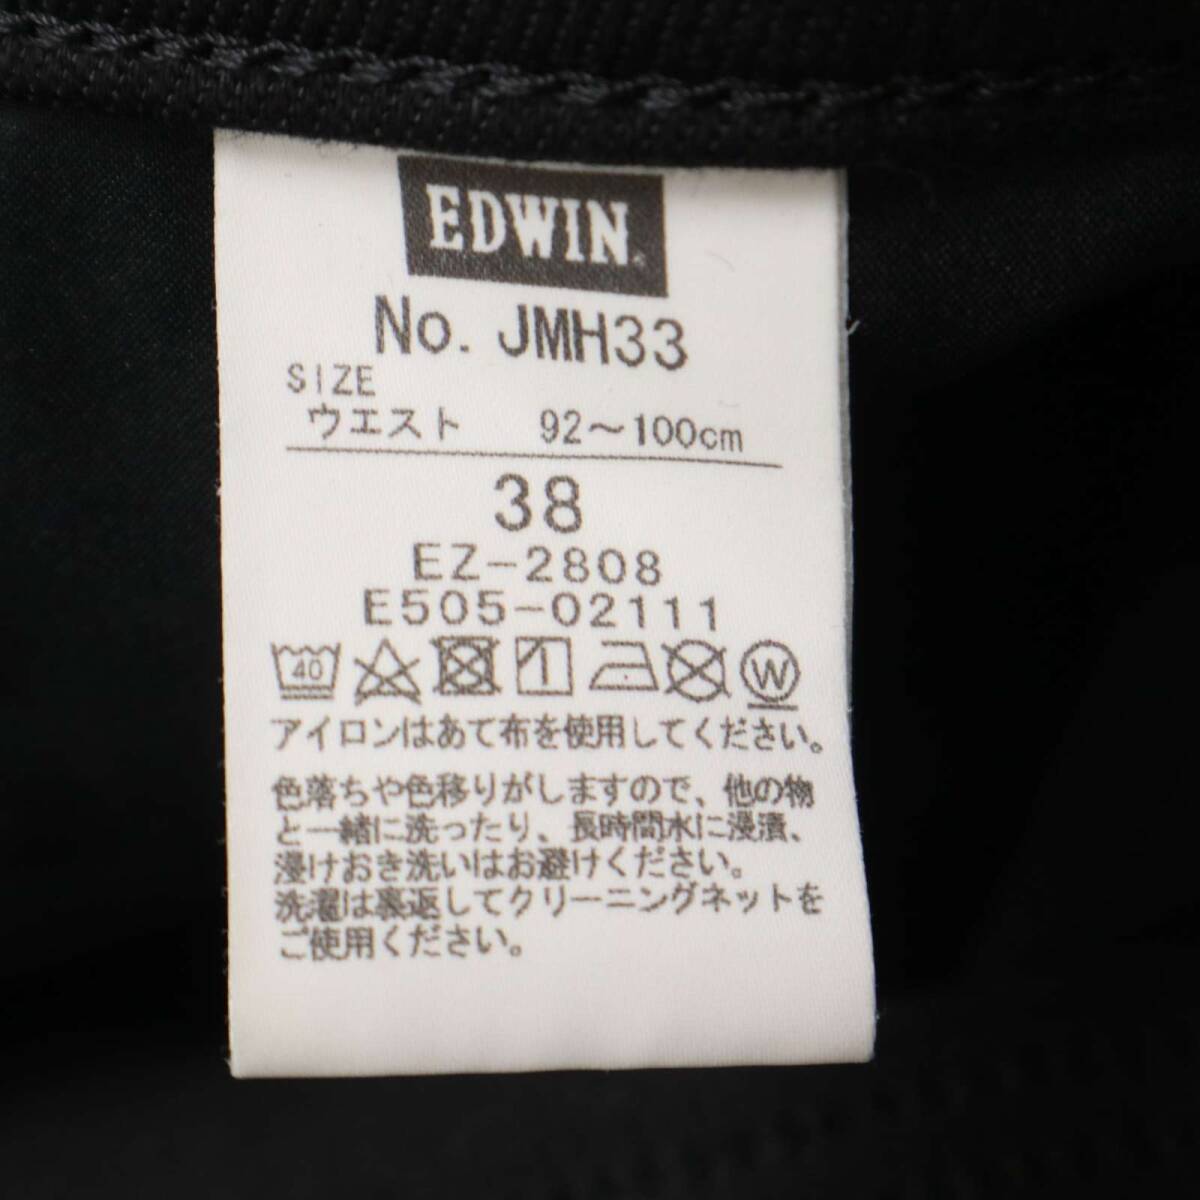 EDWIN
No. JMH33
SIZE
ウエスト 92～100cm
38
EZ-2808
E505-02111
40 W
アイロンはあて布を使用してください。
色落ちや色移りがしますので、他の物
と一緒に洗ったり、長時間水に浸漬、
浸けおき洗いはお避けください。
洗濯は裏返してクリーニングネットを
ご使用ください。